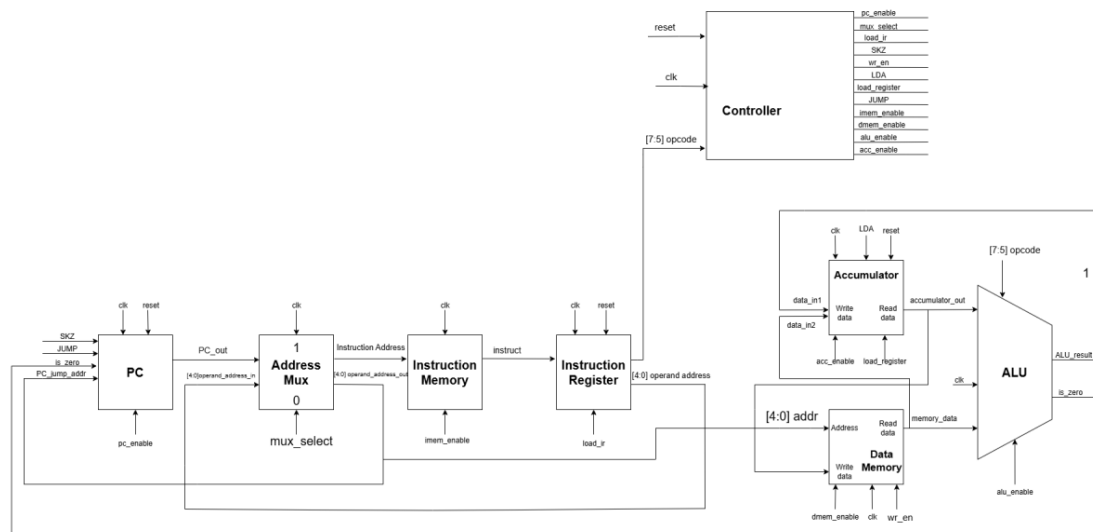 pc_enable
mux_select
load_ir
SKZ
wr_en
LDA
load_register
JUMP
imem_enable
dmem_enable
alu_enable
acc_enable
reset
clk
Controller
[7:5] opcode
clk
LDA
reset
[7:5] opcode
1
Accumulator
data_in1
Write
data
Read
data
accumulator_out
data_in2
acc_enable
load_register
clk
reset
clk
clk
clk
reset
SKZ
JUMP
is_zero
PC_jump_addr
PC
PC_out
1
Address
Mux
0
[4:0]operand_address_in
Instruction Address
[4:0] operand_address_out
Instruction
Memory
instruct
Instruction
Register
[4:0] operand address
pc_enable
mux_select
imem_enable
load_ir
ALU_result
clk
ALU
is_zero
[4:0] addr
Address
Read
data
memory_data
Data
Memory
Write
data
dmem_enable
clk
wr_en
alu_enable